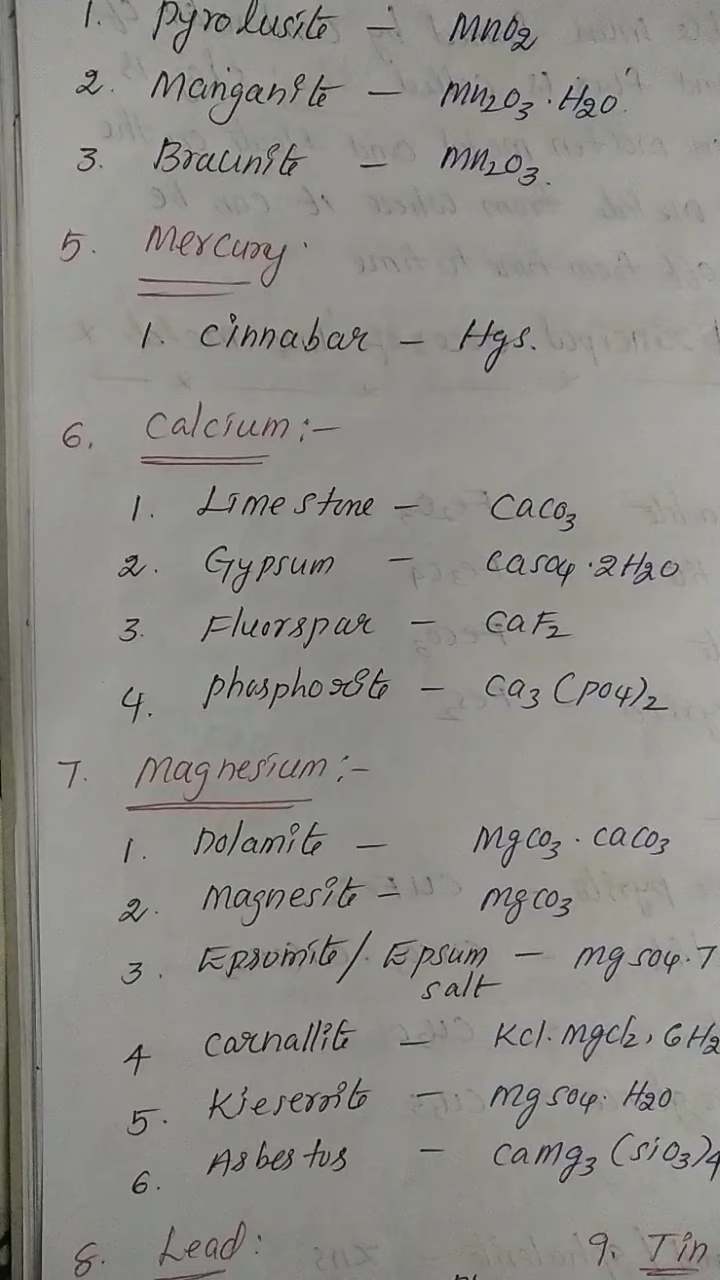 1. Pyrolusite - MnO2
2. Manganite - Mn2O3·H2O
3. Braunite - Mn2O3.
5. Mercury
1. Cinnabar - Hgs.
6. Calcium:-
1. Limestone - CaCO3
2. Gypsum - CaSO4·2H2O
3. Fluorspar - CaF2
4. Phosphorite - Ca3(PO4)2
7. Magnesium:-
1. Dolamite - MgCO3·CaCO3
2. Magnesite - MgCO3
3. Epsomite/ Epsum - MgSO4·7
salt
4 Carnallite - KCl.MgCl2, 6H2
5. Kieserite - MgSO4. H2O
6. Asbestos - CaMg3(SiO3)4
8. Lead: 9. Tin